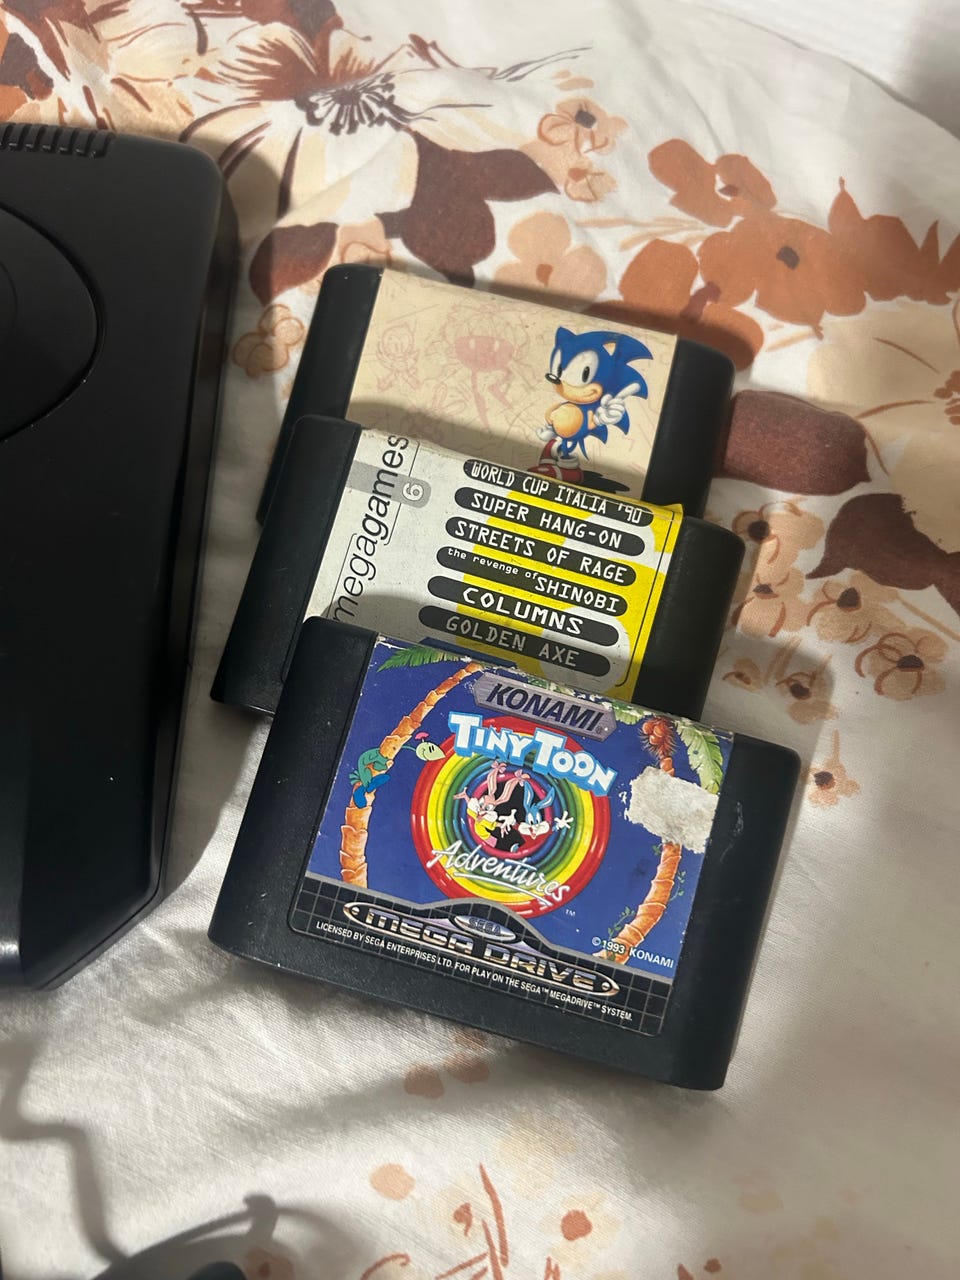 megagames
6
WORLD CUP ITALIA '90
SUPER HANG-ON
STREETS OF RAGE
the revenge of SHINOBI
COLUMNS
GOLDEN AXE
KONAMI
TINY TOON
Adventures
™
©1993 KONAMI
SEGA
MEGA DRIVE
LICENSED BY SEGA ENTERPRISES LTD. FOR PLAY ON THE SEGA™ MEGADRIVE™ SYSTEM.